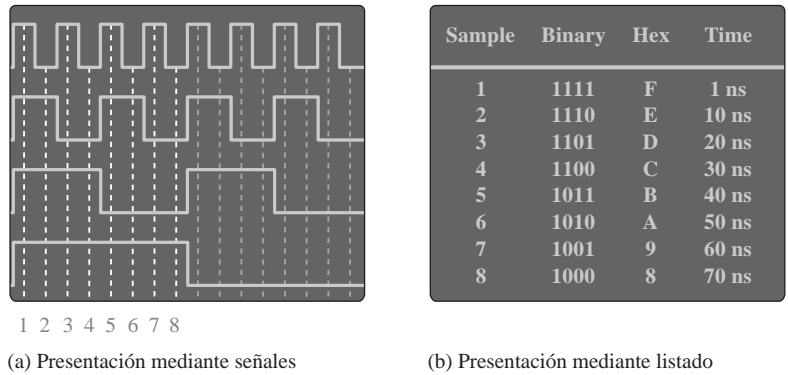 Sample Binary Hex Time
1 1111 F 1 ns
2 1110 E 10 ns
3 1101 D 20 ns
4 1100 C 30 ns
5 1011 B 40 ns
6 1010 A 50 ns
7 1001 9 60 ns
8 1000 8 70 ns
1 2 3 4 5 6 7 8
(a) Presentación mediante señales
(b) Presentación mediante listado